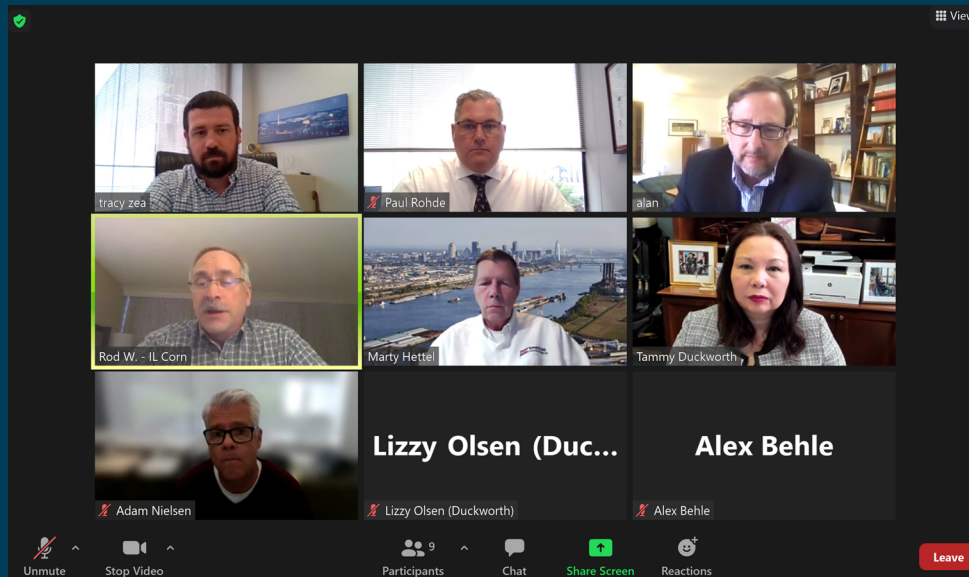 View
tracy zea
Paul Rohde
alan
Rod W. - IL Corn
Marty Hettel
Tammy Duckworth
Adam Nielsen
Lizzy Olsen (Duc...
Lizzy Olsen (Duckworth)
Alex Behle
Alex Behle
Unmute
Stop Video
9
Participants
Chat
Share Screen
Reactions
Leave